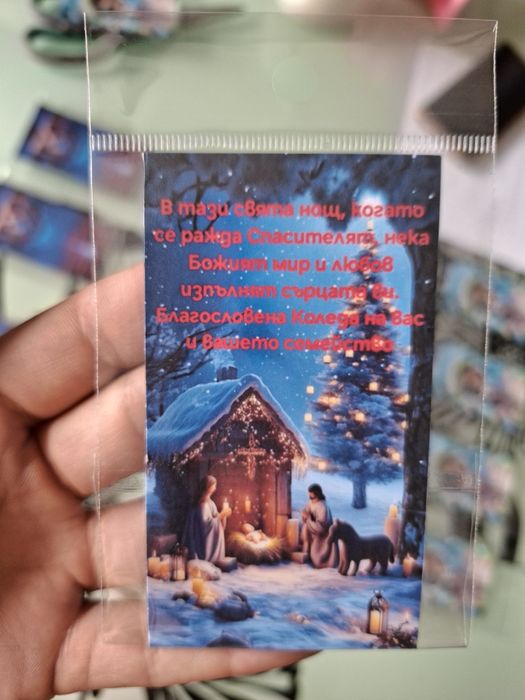 В тази свята нощ, когато
се ражда Спасителят, нека
Божият мир и любов
изпълнят сърцата ви.
Благословена Коледа на вас
и вашето семейство